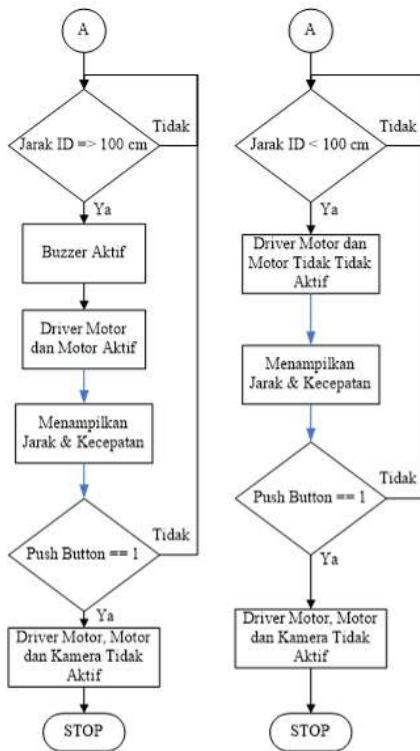 A
Jarak ID => 100 cm
Tidak
Ya
Buzzer Aktif
Driver Motor
dan Motor Aktif
Menampilkan
Jarak & Kecepatan
Push Button == 1
Tidak
Ya
Driver Motor, Motor
dan Kamera Tidak
Aktif
STOP
A
Jarak ID < 100 cm
Tidak
Ya
Driver Motor dan
Motor Tidak Tidak
Aktif
Menampilkan
Jarak & Kecepatan
Push Button == 1
Tidak
Ya
Driver Motor, Motor
dan Kamera Tidak
Aktif
STOP